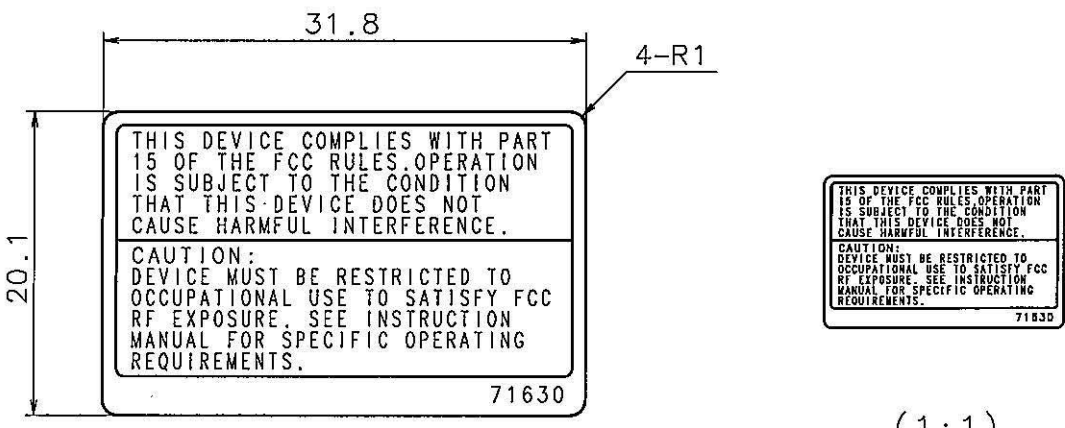 31.8
4-R1
20.1
THIS DEVICE COMPLIES WITH PART
15 OF THE FCC RULES.OPERATION
IS SUBJECT TO THE CONDITION
THAT THIS DEVICE DOES NOT
CAUSE HARMFUL INTERFERENCE.
CAUTION:
DEVICE MUST BE RESTRICTED TO
OCCUPATIONAL USE TO SATISFY FCC
RF EXPOSURE. SEE INSTRUCTION
MANUAL FOR SPECIFIC OPERATING
REQUIREMENTS.
71630
THIS DEVICE COMPLIES WITH PART
15 OF THE FCC RULES.OPERATION
IS SUBJECT TO THE CONDITION
THAT THIS DEVICE DOES NOT
CAUSE HARMFUL INTERFERENCE.
CAUTION:
DEVICE MUST BE RESTRICTED TO
OCCUPATIONAL USE TO SATISFY FCC
RF EXPOSURE. SEE INSTRUCTION
MANUAL FOR SPECIFIC OPERATING
REQUIREMENTS.
71630
(1:1)